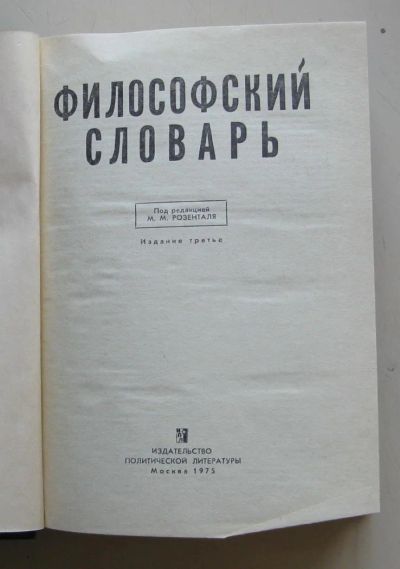 ФИЛОСОФСКИЙ
СЛОВАРЬ
Под редакцией
М. М. РОЗЕНТАЛЯ
Издание третье
ИЗДАТЕЛЬСТВО
ПОЛИТИЧЕСКОЙ ЛИТЕРАТУРЫ
Москва 1975